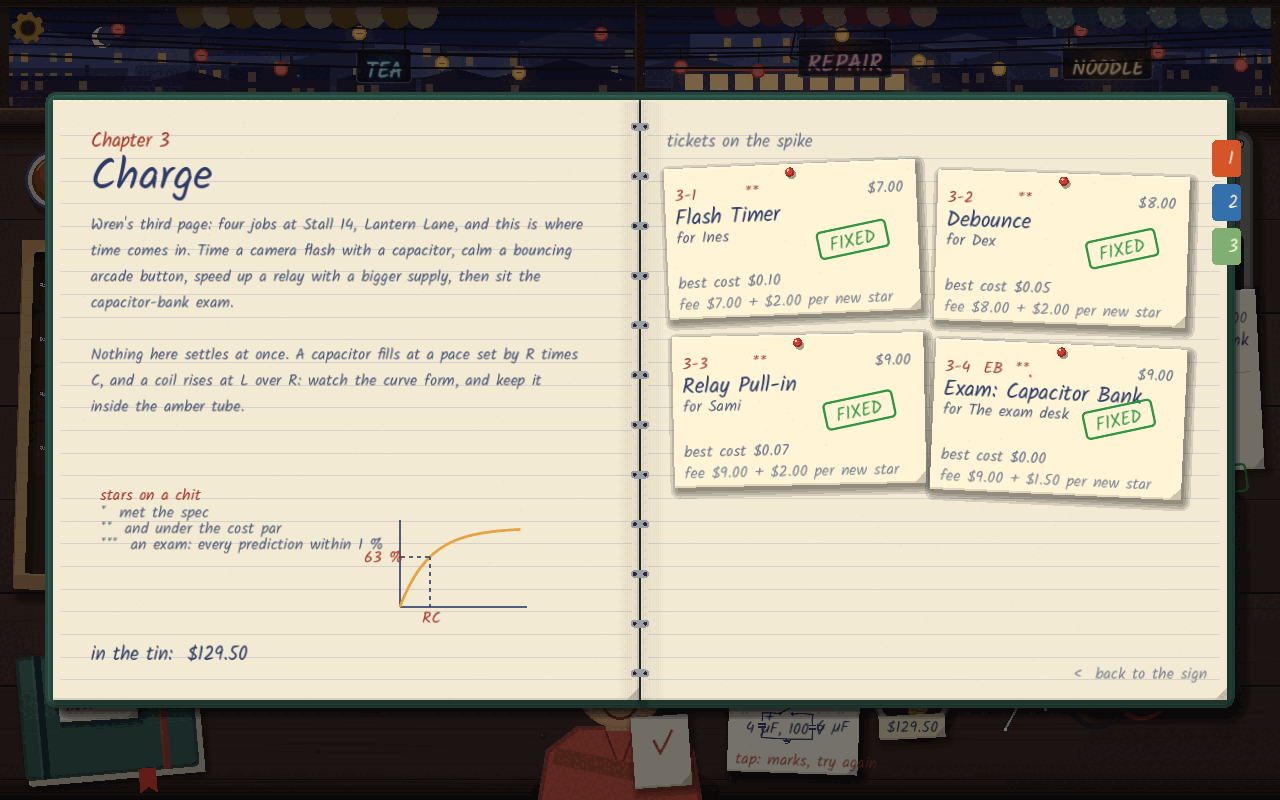 TEA
REPAIR
NOODLE
Chapter 3
Charge
Wren's third page: four jobs at Stall 14, Lantern Lane, and this is where
time comes in. Time a camera flash with a capacitor, calm a bouncing
arcade button, speed up a relay with a bigger supply, then sit the
capacitor-bank exam.
Nothing here settles at once. A capacitor fills at a pace set by R times
C, and a coil rises at L over R: watch the curve form, and keep it
inside the amber tube.
stars on a chit
* met the spec
** and under the cost par
*** an exam: every prediction within 1 %
63 %
RC
in the tin: $129.50
tickets on the spike
3-1 ** $7.00
Flash Timer
for Ines
FIXED
best cost $0.10
fee $7.00 + $2.00 per new star
3-2 ** $8.00
Debounce
for Dex
FIXED
best cost $0.05
fee $8.00 + $2.00 per new star
3-3 ** $9.00
Relay Pull-in
for Sami
FIXED
best cost $0.07
fee $9.00 + $2.00 per new star
3-4 EB ** $9.00
Exam: Capacitor Bank
for The exam desk
FIXED
best cost $0.00
fee $9.00 + $1.50 per new star
< back to the sign
1
2
3
$129.50
tap: marks, try again